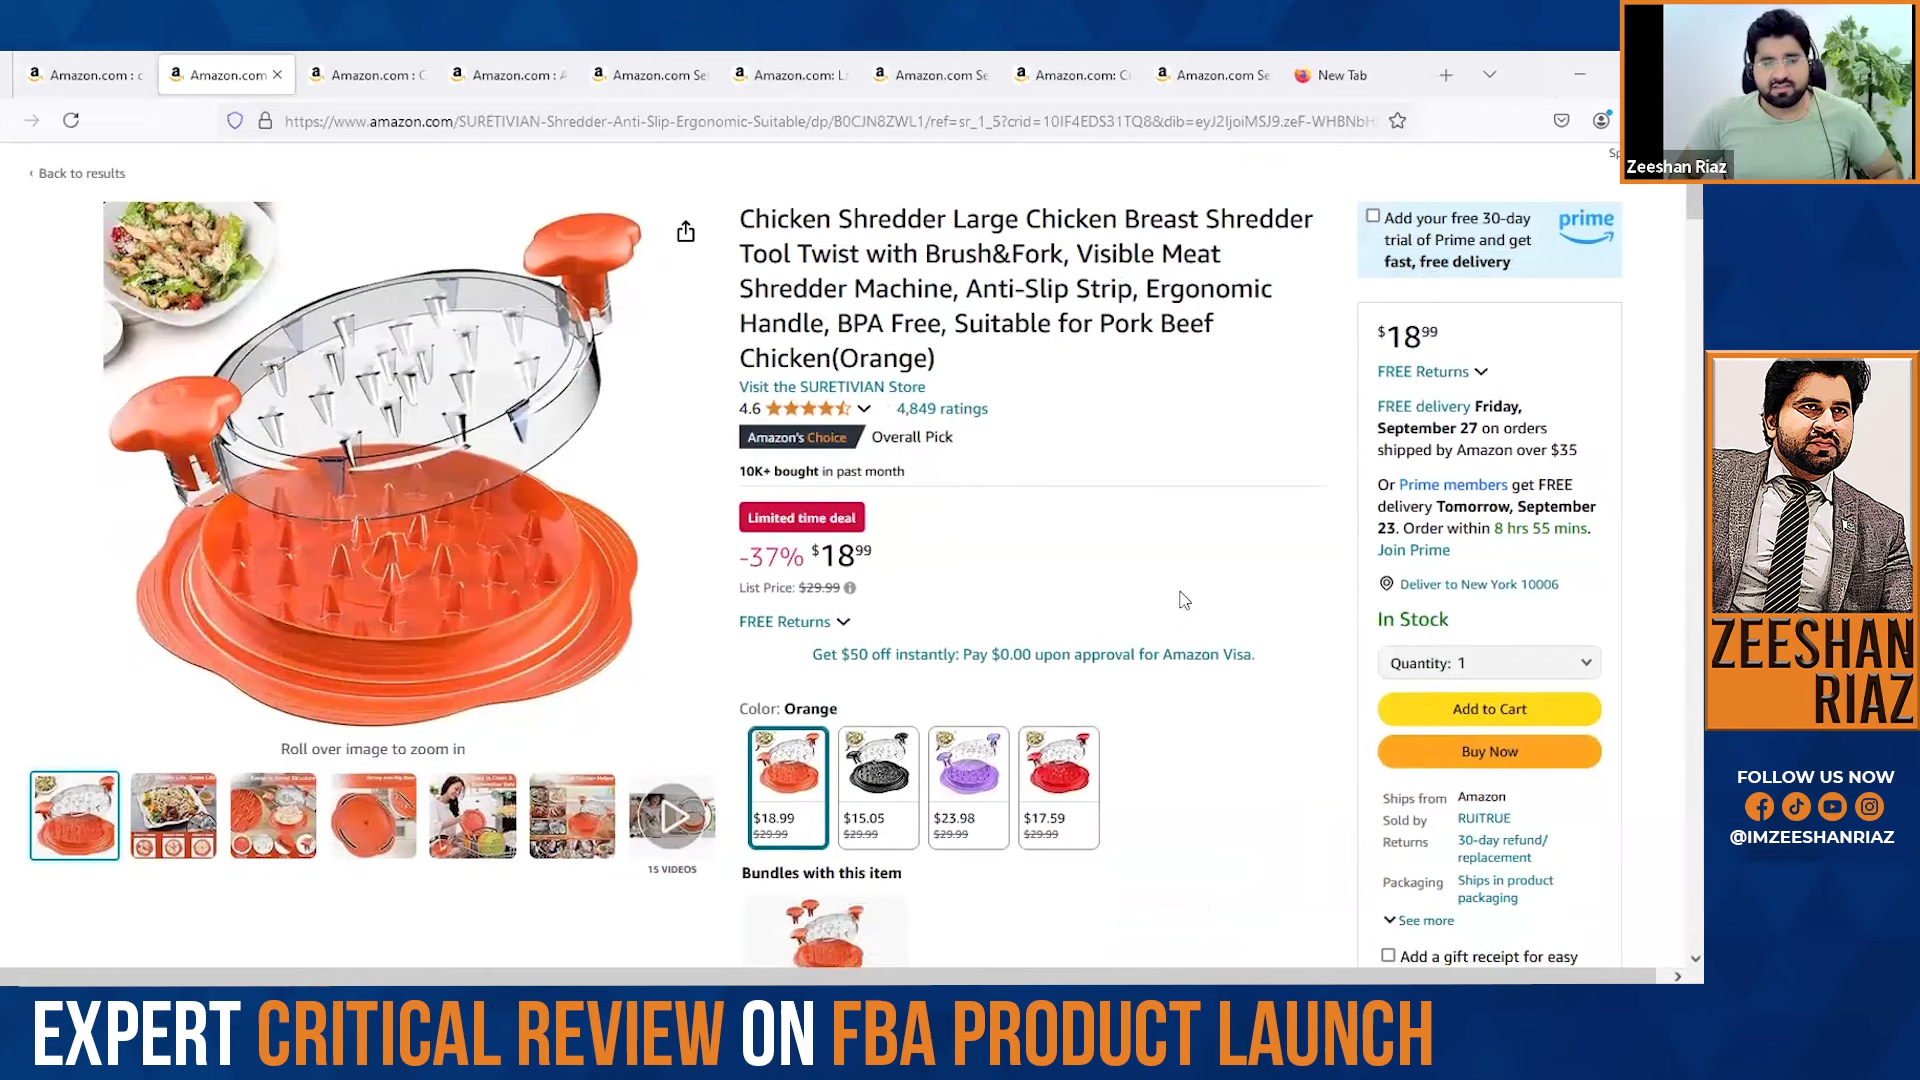 Amazon.com : c
Amazon.com
Amazon.com : C
Amazon.com : A
Amazon.com Se
Amazon.com: L
Amazon.com Se
Amazon.com: C
Amazon.com Se
New Tab
https://www.amazon.com/SURETIVIAN-Shredder-Anti-Slip-Ergonomic-Suitable/dp/B0CJN8ZWL1/ref=sr_1_5?crid=10IF4EDS31TQ8&dib=eyJ2IjoiMSJ9.zeF-WHBNbH
Zeeshan Riaz
Sp
‹ Back to results
Chicken Shredder Large Chicken Breast Shredder
Tool Twist with Brush&Fork, Visible Meat
Shredder Machine, Anti-Slip Strip, Ergonomic
Handle, BPA Free, Suitable for Pork Beef
Chicken(Orange)
Visit the SURETIVIAN Store
4.6
4,849 ratings
Amazon's Choice
Overall Pick
10K+ bought in past month
Limited time deal
-37% $18 99
List Price: $29.99
FREE Returns
Get $50 off instantly: Pay $0.00 upon approval for Amazon Visa.
Color: Orange
$18.99
$29.99
$15.05
$29.99
$23.98
$29.99
$17.59
$29.99
Bundles with this item
Roll over image to zoom in
15 VIDEOS
Add your free 30-day
trial of Prime and get
fast, free delivery
prime
$18 99
FREE Returns
FREE delivery Friday,
September 27 on orders
shipped by Amazon over $35
Or Prime members get FREE
delivery Tomorrow, September
23. Order within 8 hrs 55 mins.
Join Prime
Deliver to New York 10006
In Stock
Quantity: 1
Add to Cart
Buy Now
Ships from Amazon
Sold by RUITRUE
Returns 30-day refund/
replacement
Packaging Ships in product
packaging
See more
Add a gift receipt for easy
ZEESHAN
RIAZ
FOLLOW US NOW
@IMZEESHANRIAZ
EXPERT CRITICAL REVIEW ON FBA PRODUCT LAUNCH